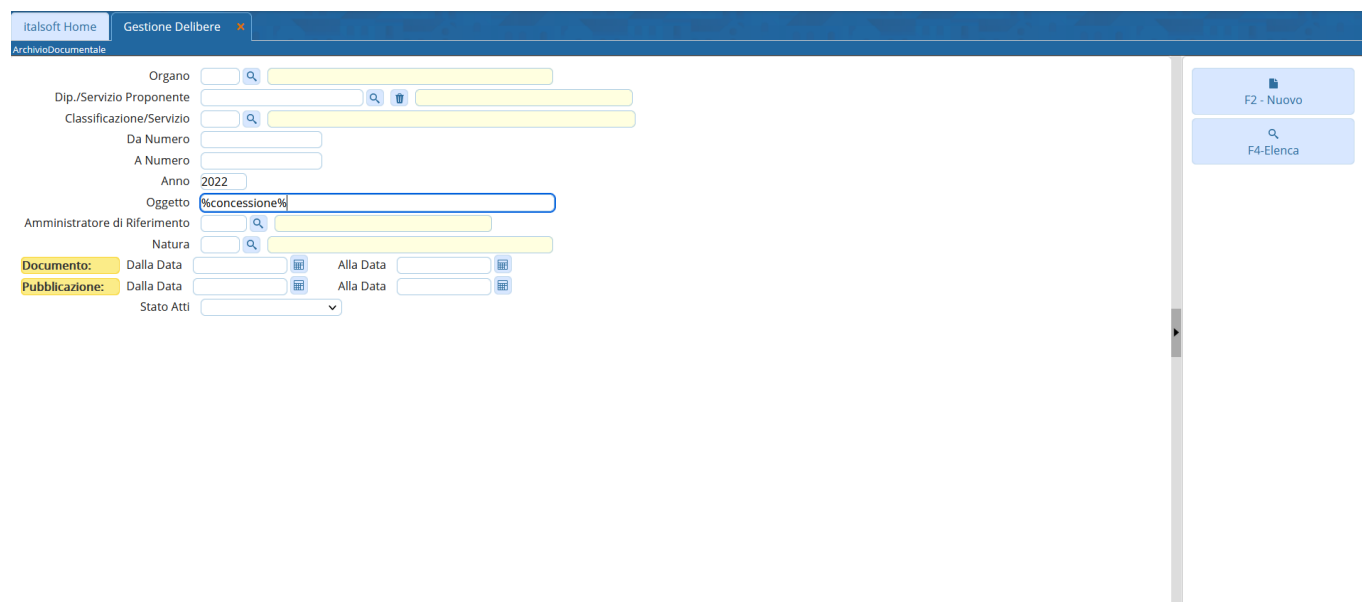 italsoft Home
Gestione Delibere
ArchivioDocumentale
Organo
Dip./Servizio Proponente
Classificazione/Servizio
Da Numero
A Numero
Anno 2022
Oggetto %concessione%
Amministratore di Riferimento
Natura
Documento: Dalla Data Alla Data
Pubblicazione: Dalla Data Alla Data
Stato Atti
F2 - Nuovo
F4-Elenca